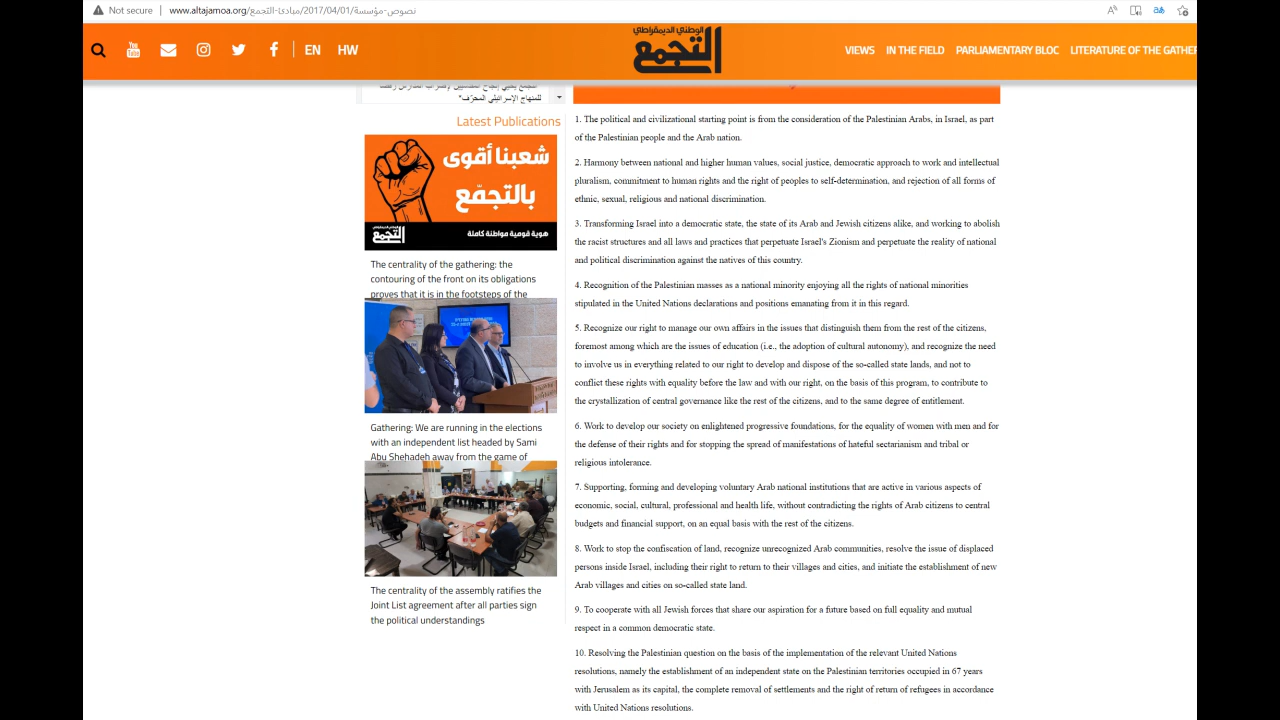 Not secure
www.altajamoa.org/نصوص-مؤسسة/2017/04/01/مبادئ-التجمع
You Tube
EN
HW
الوطني الديمقراطي
التجمع
VIEWS
IN THE FIELD
PARLIAMENTARY BLOC
LITERATURE OF THE GATHER
للمنهاج الإسرائيلي المحرّف"
Latest Publications
شعبنا أقوى
بالتجمّع
التجمع
هوية قومية مواطنة كاملة
The centrality of the gathering: the
contouring of the front on its obligations
proves that it is in the footsteps of the
Gathering: We are running in the elections
with an independent list headed by Sami
Abu Shehadeh away from the game of
The centrality of the assembly ratifies the
Joint List agreement after all parties sign
the political understandings
1. The political and civilizational starting point is from the consideration of the Palestinian Arabs, in Israel, as part
of the Palestinian people and the Arab nation.
2. Harmony between national and higher human values, social justice, democratic approach to work and intellectual
pluralism, commitment to human rights and the right of peoples to self-determination, and rejection of all forms of
ethnic, sexual, religious and national discrimination.
3. Transforming Israel into a democratic state, the state of its Arab and Jewish citizens alike, and working to abolish
the racist structures and all laws and practices that perpetuate Israel's Zionism and perpetuate the reality of national
and political discrimination against the natives of this country.
4. Recognition of the Palestinian masses as a national minority enjoying all the rights of national minorities
stipulated in the United Nations declarations and positions emanating from it in this regard.
5. Recognize our right to manage our own affairs in the issues that distinguish them from the rest of the citizens,
foremost among which are the issues of education (i.e., the adoption of cultural autonomy), and recognize the need
to involve us in everything related to our right to develop and dispose of the so-called state lands, and not to
conflict these rights with equality before the law and with our right, on the basis of this program, to contribute to
the crystallization of central governance like the rest of the citizens, and to the same degree of entitlement.
6. Work to develop our society on enlightened progressive foundations, for the equality of women with men and for
the defense of their rights and for stopping the spread of manifestations of hateful sectarianism and tribal or
religious intolerance.
7. Supporting, forming and developing voluntary Arab national institutions that are active in various aspects of
economic, social, cultural, professional and health life, without contradicting the rights of Arab citizens to central
budgets and financial support, on an equal basis with the rest of the citizens.
8. Work to stop the confiscation of land, recognize unrecognized Arab communities, resolve the issue of displaced
persons inside Israel, including their right to return to their villages and cities, and initiate the establishment of new
Arab villages and cities on so-called state land.
9. To cooperate with all Jewish forces that share our aspiration for a future based on full equality and mutual
respect in a common democratic state.
10. Resolving the Palestinian question on the basis of the implementation of the relevant United Nations
resolutions, namely the establishment of an independent state on the Palestinian territories occupied in 67 years
with Jerusalem as its capital, the complete removal of settlements and the right of return of refugees in accordance
with United Nations resolutions.